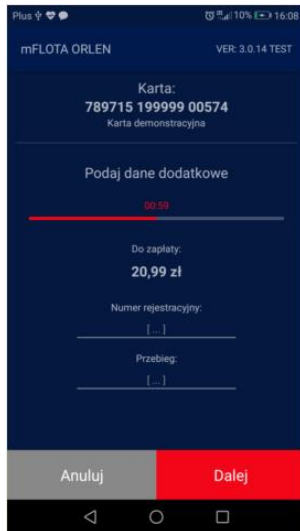 Plus 10% 16:08
mFLOTA ORLEN VER: 3.0.14 TEST
Karta:
789715 199999 00574
Karta demonstracyjna
Podaj dane dodatkowe
00:59
Do zapłaty:
20,99 zł
Numer rejestracyjny:
[...]
Przebieg:
[...]
Anuluj Dalej